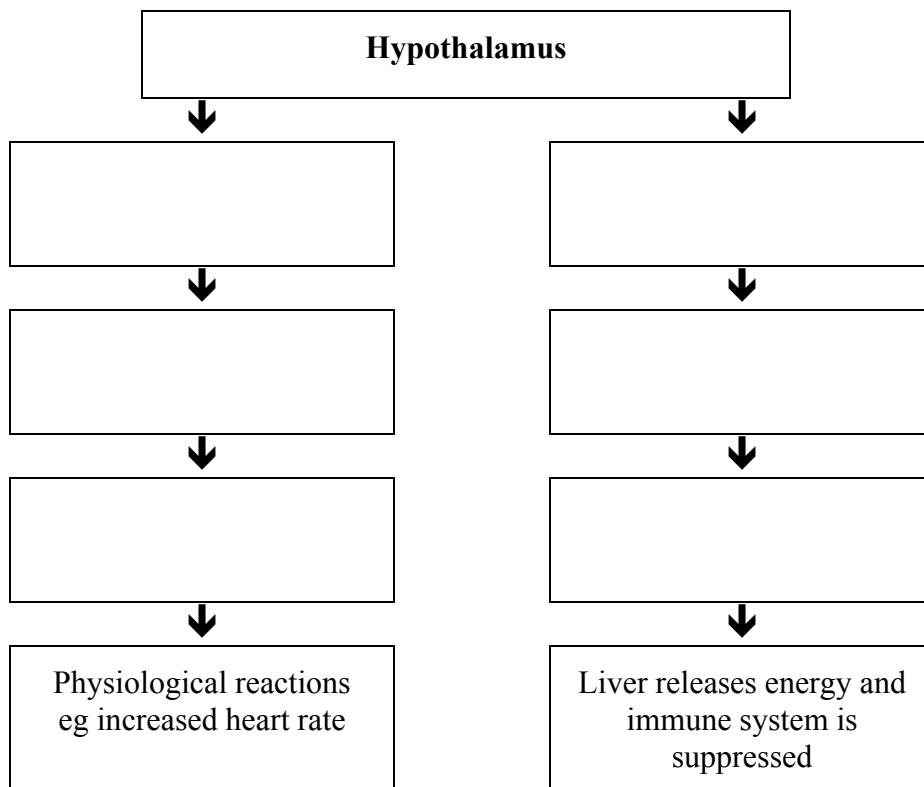 Hypothalamus
Physiological reactions
eg increased heart rate
Liver releases energy and
immune system is
suppressed